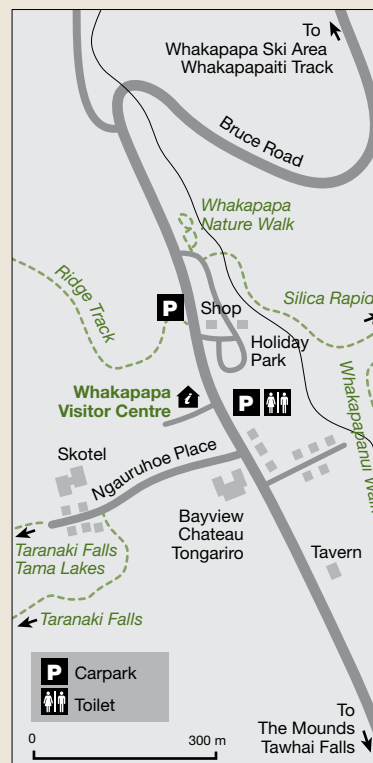 To
Whakapapa Ski Area
Whakapapaiti Track
Bruce Road
Whakapapa
Nature Walk
Ridge Track
P
Shop
Silica Rapid
Holiday
Park
Whakapapa
Visitor Centre
i
P
Whakapapanui Walk
Skotel
Ngauruhoe Place
Bayview
Chateau
Tongariro
Taranaki Falls
Tama Lakes
Tavern
Taranaki Falls
P Carpark
Toilet
0 300 m
To
The Mounds
Tawhai Falls